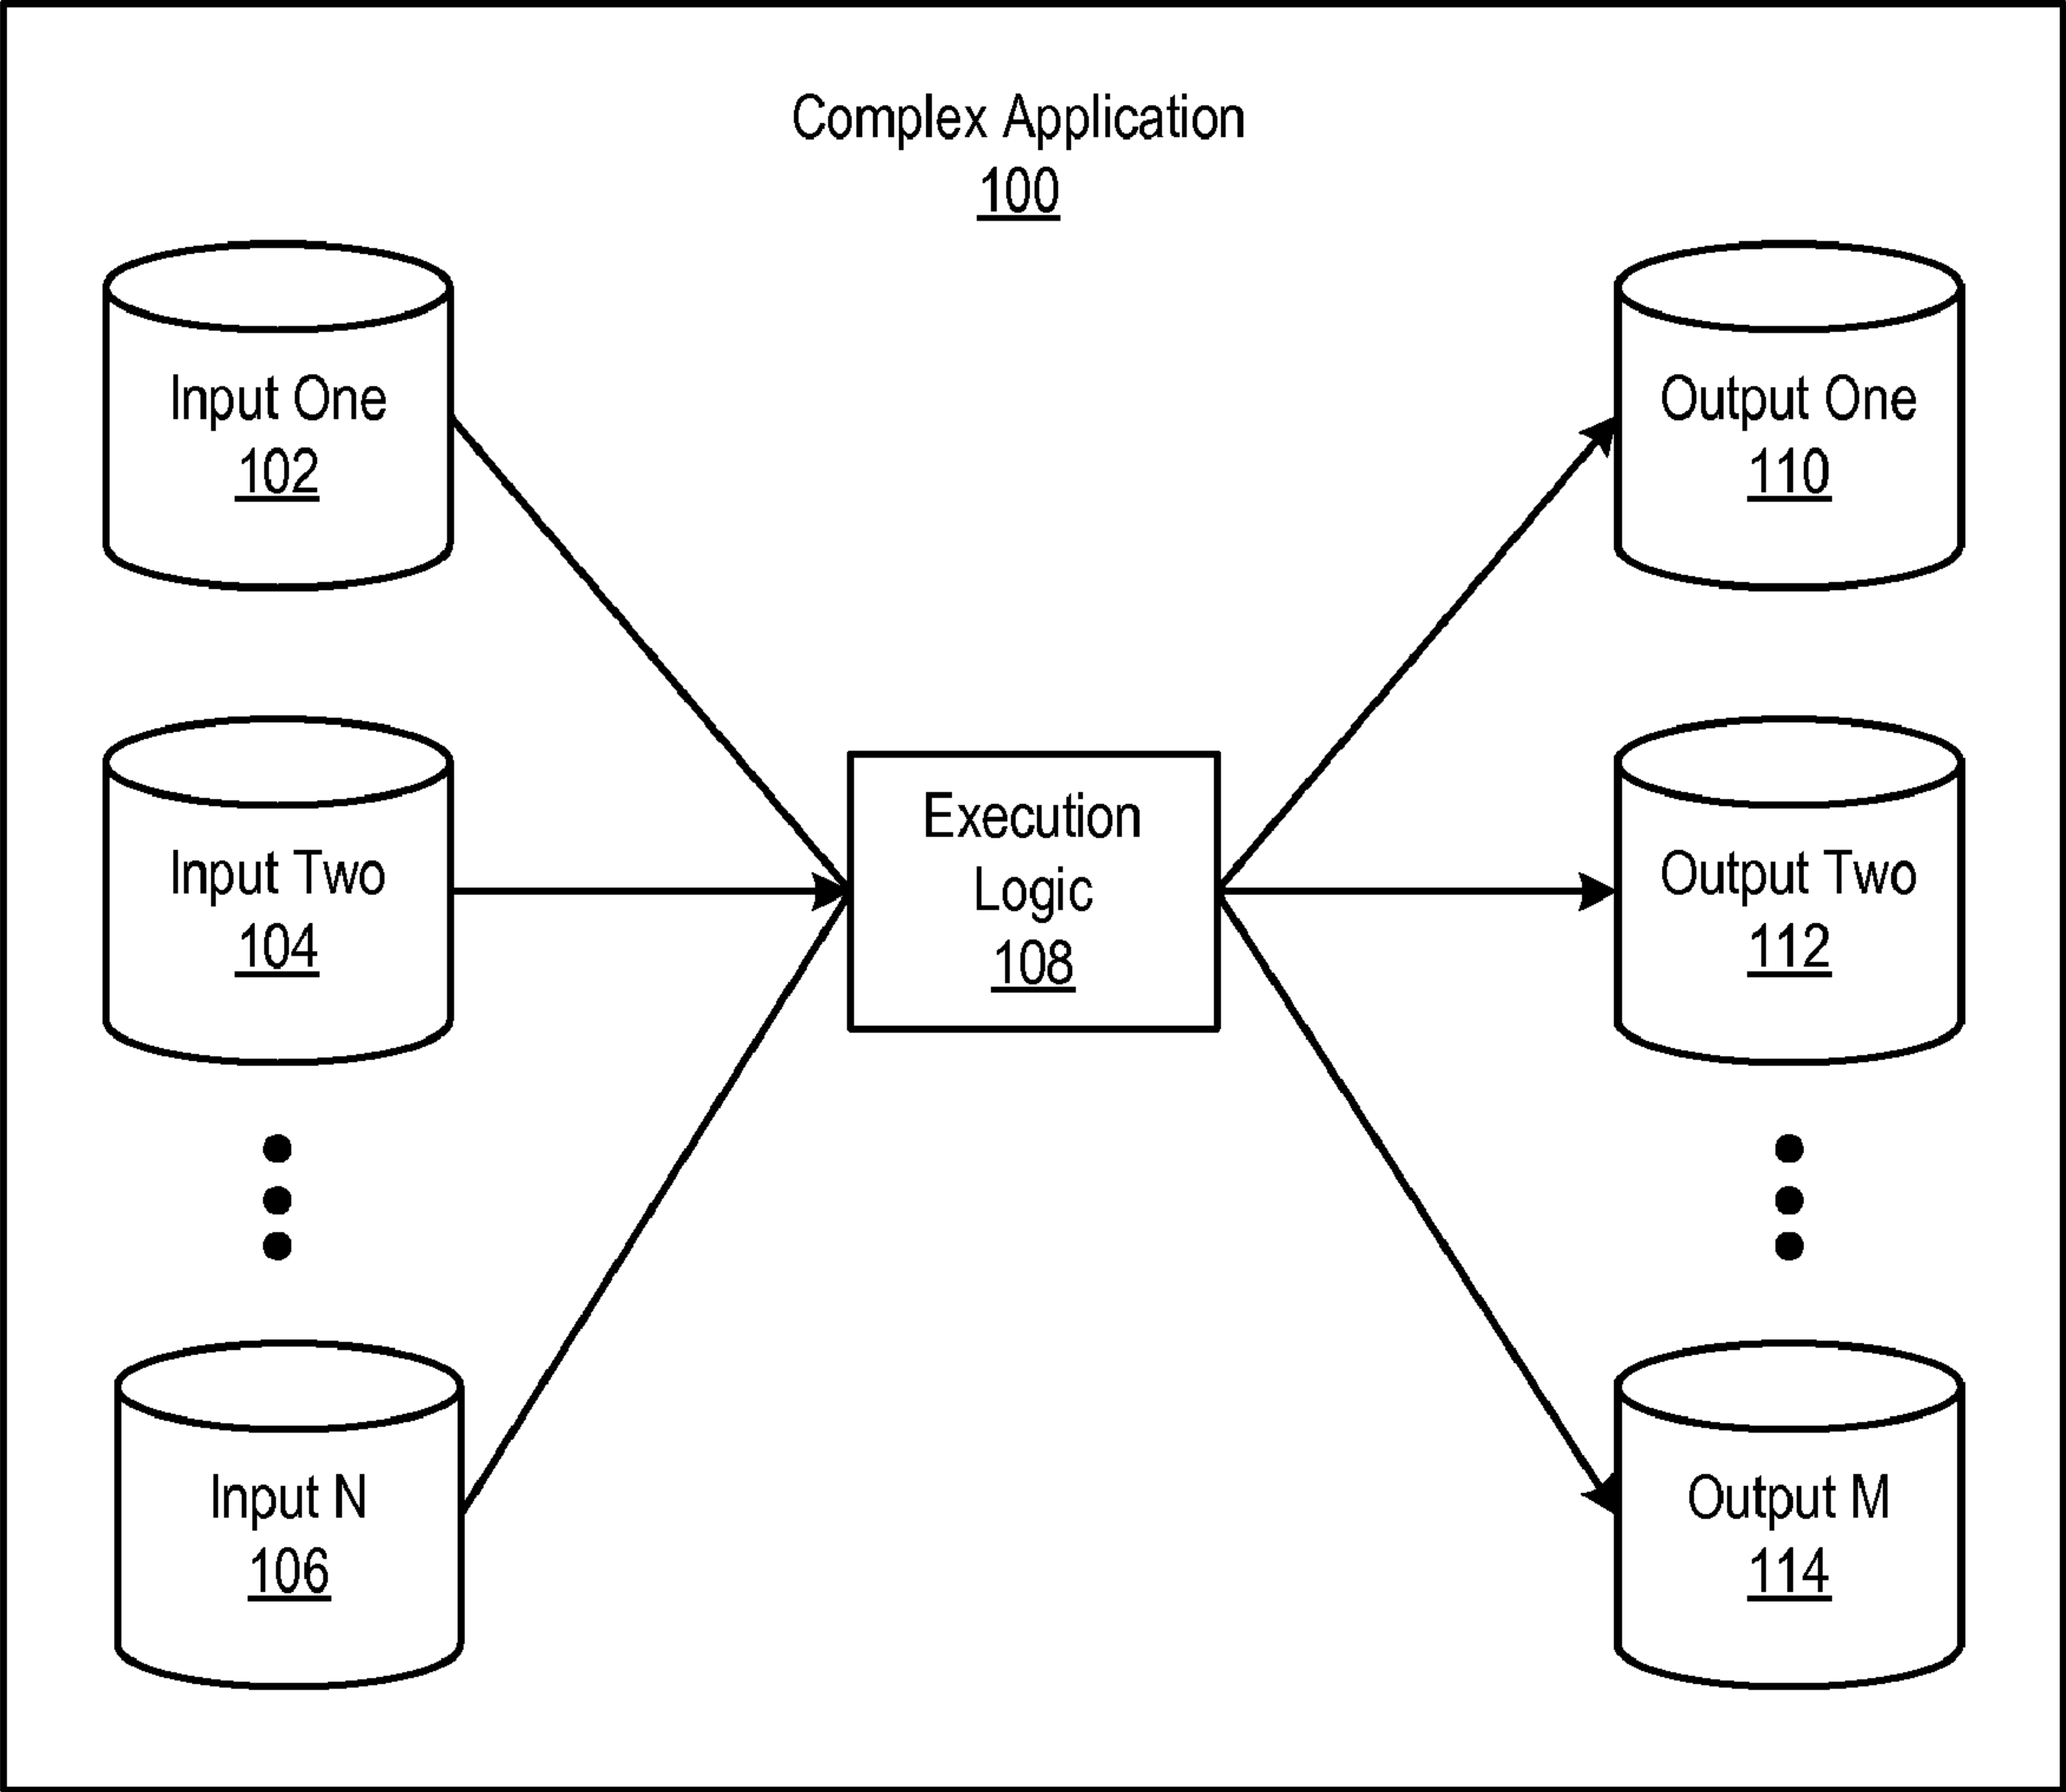 Complex Application
100
Input One
102
Input Two
104
Input N
106
Execution
Logic
108
Output One
110
Output Two
112
Output M
114